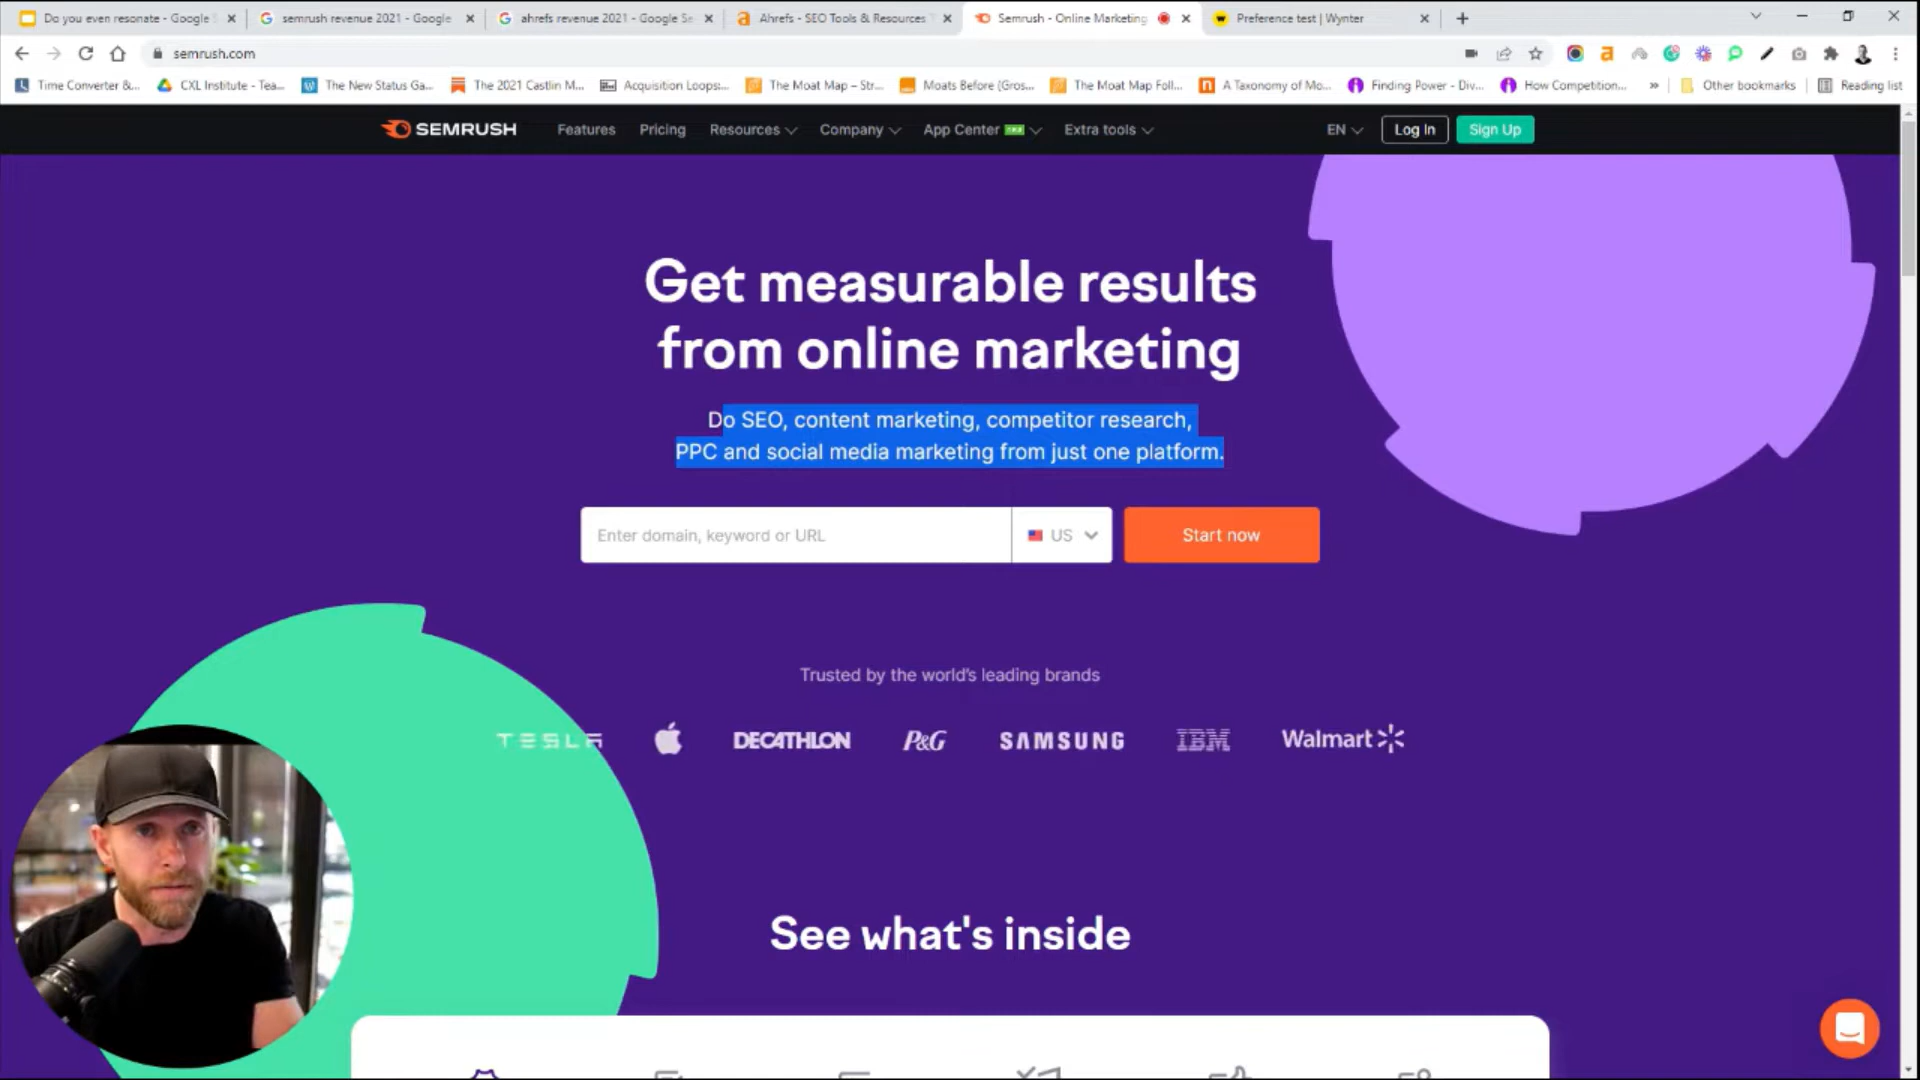 Do you even resonate - Google S
semrush revenue 2021 - Google
ahrefs revenue 2021 - Google Se
Ahrefs - SEO Tools & Resources T
Semrush - Online Marketing
Preference test | Wynter
semrush.com
Time Converter &...
CXL Institute - Tea...
The New Status Ga...
The 2021 Castlin M...
Acquisition Loops...
The Moat Map – Str...
Moats Before (Gros...
The Moat Map Foll...
A Taxonomy of Mo...
Finding Power - Div...
How Competition...
»
Other bookmarks
Reading list
SEMRUSH
Features
Pricing
Resources
Company
App Center
Extra tools
EN
Log In
Sign Up
Get measurable results
from online marketing
Do SEO, content marketing, competitor research,
PPC and social media marketing from just one platform.
Enter domain, keyword or URL
US
Start now
Trusted by the world's leading brands
TESLA
DECATHLON
P&G
SAMSUNG
IBM
Walmart
See what's inside